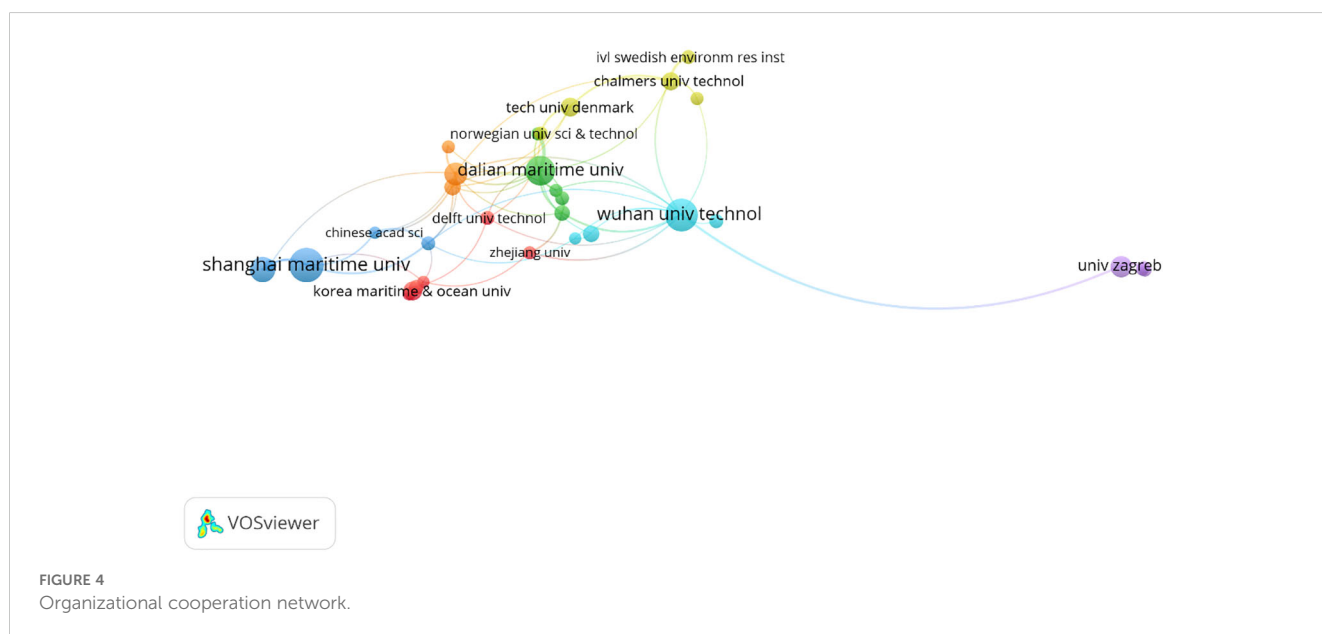 ivl swedish environm res inst
chalmers univ technol
tech univ denmark
norwegian univ sci & technol
dalian maritime univ
wuhan univ technol
delft univ technol
chinese acad sci
zhejiang univ
shanghai maritime univ
univ zagreb
korea maritime & ocean univ
VOSviewer
FIGURE 4
Organizational cooperation network.